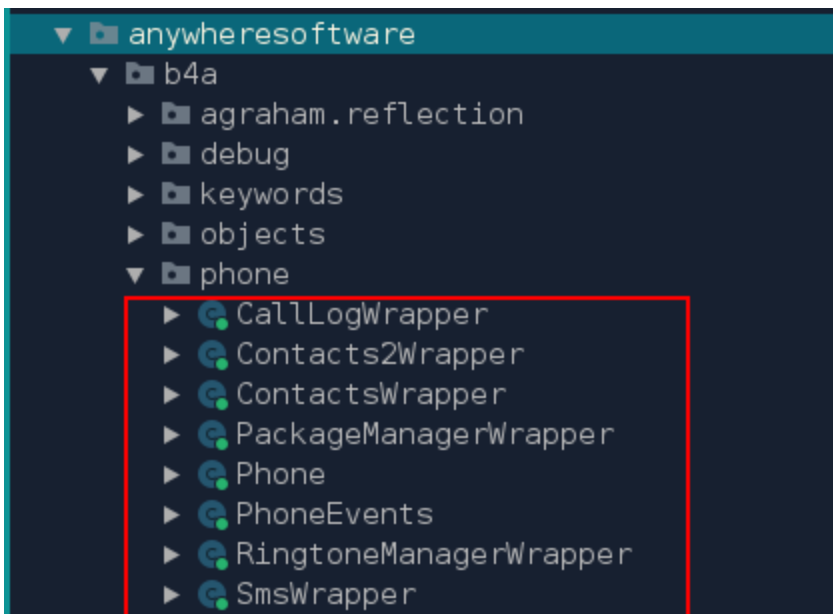 anywheresoftware
b4a
agraham.reflection
debug
keywords
objects
phone
CallLogWrapper
Contacts2Wrapper
ContactsWrapper
PackageManagerWrapper
Phone
PhoneEvents
RingtoneManagerWrapper
SmsWrapper